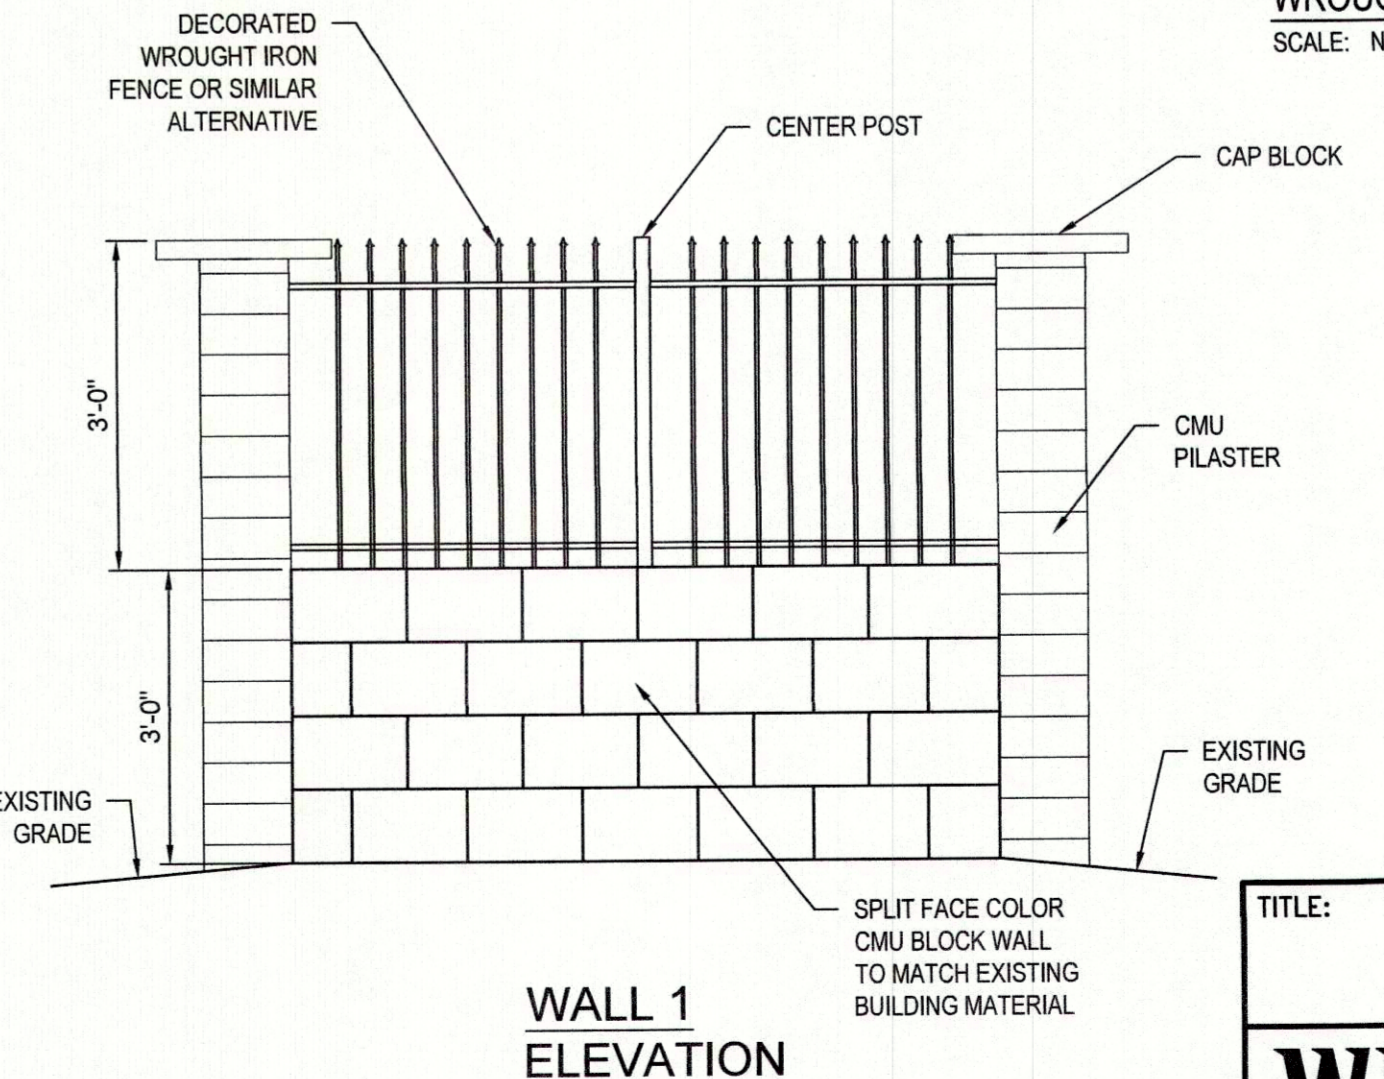 DECORATED
WROUGHT IRON
FENCE OR SIMILAR
ALTERNATIVE
SCALE:
CENTER POST
CAP BLOCK
3'-0"
CMU
PILASTER
3'-0"
EXISTING
GRADE
EXISTING
GRADE
SPLIT FACE COLOR
CMU BLOCK WALL
TO MATCH EXISTING
BUILDING MATERIAL
TITLE:
WALL 1
ELEVATION